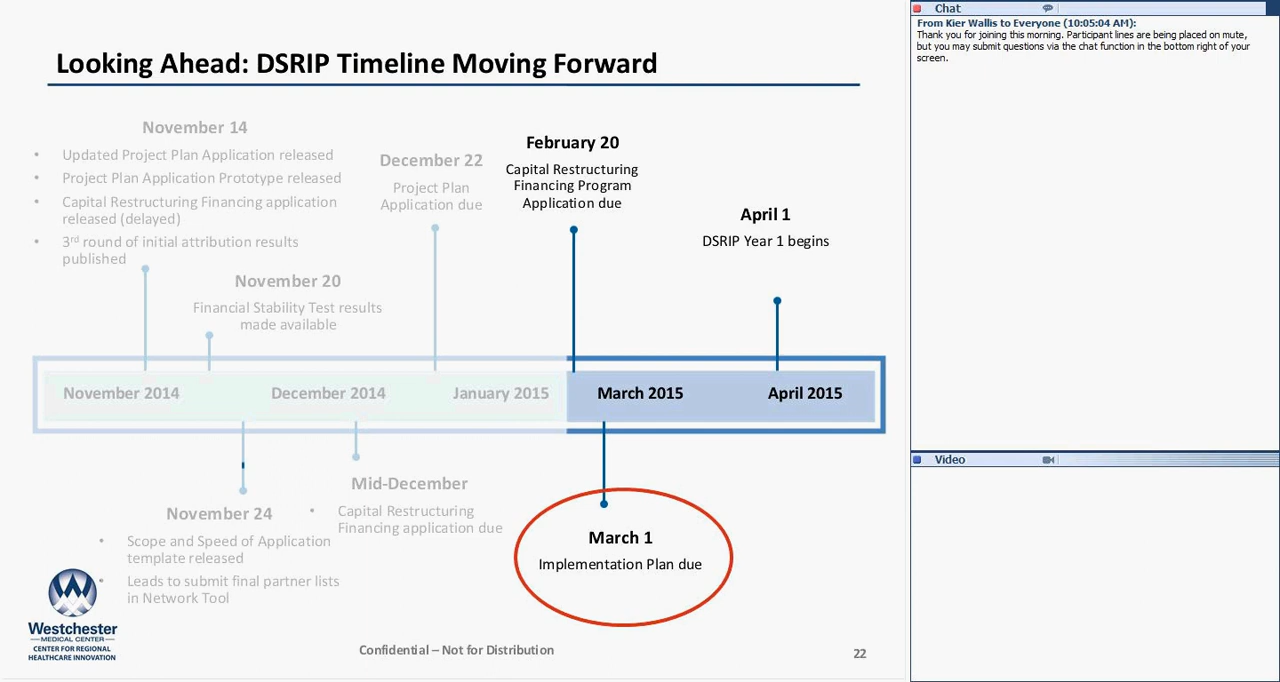 Looking Ahead: DSRIP Timeline Moving Forward
November 14
• Updated Project Plan Application released
• Project Plan Application Prototype released
• Capital Restructuring Financing application
released (delayed)
• 3rd round of initial attribution results
published
November 20
Financial Stability Test results
made available
December 22
Project Plan
Application due
February 20
Capital Restructuring
Financing Program
Application due
April 1
DSRIP Year 1 begins
November 2014
December 2014
January 2015
March 2015
April 2015
November 24
• Scope and Speed of Application
template released
• Leads to submit final partner lists
in Network Tool
Mid-December
• Capital Restructuring
Financing application due
March 1
Implementation Plan due
Westchester
MEDICAL CENTER
CENTER FOR REGIONAL
HEALTHCARE INNOVATION
Confidential – Not for Distribution
22
Chat
From Kier Wallis to Everyone (10:05:04 AM):
Thank you for joining this morning. Participant lines are being placed on mute,
but you may submit questions via the chat function in the bottom right of your
screen.
Video